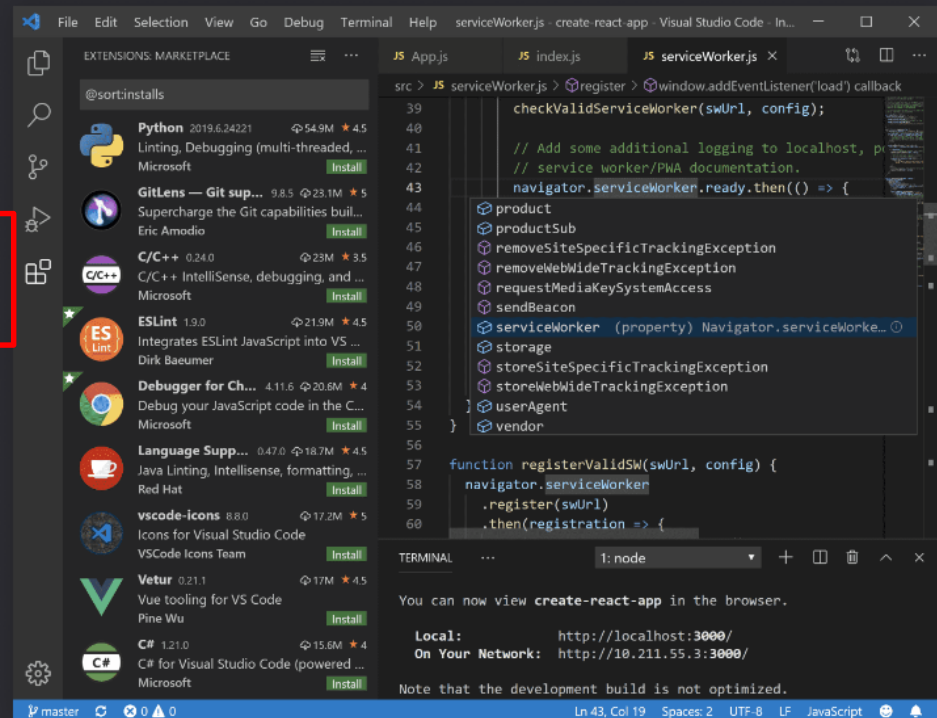 File Edit Selection View Go Debug Terminal Help serviceWorker.js - create-react-app - Visual Studio Code - In...
EXTENSIONS: MARKETPLACE
@sort:installs
Python 2019.6.24221 54.9M ★ 4.5
Linting, Debugging (multi-threaded, ...
Microsoft Install
GitLens — Git sup... 9.8.5 23.1M ★ 5
Supercharge the Git capabilities buil...
Eric Amodio Install
C/C++ 0.24.0 23M ★ 3.5
C/C++ IntelliSense, debugging, and ...
Microsoft Install
C/C++
ESLint 1.9.0 21.9M ★ 4.5
Integrates ESLint JavaScript into VS ...
Dirk Baeumer Install
ES
Lint
Debugger for Ch... 4.11.6 20.6M ★ 4
Debug your JavaScript code in the C...
Microsoft Install
Language Supp... 0.47.0 18.7M ★ 4.5
Java Linting, Intellisense, formatting, ...
Red Hat Install
vscode-icons 8.8.0 17.2M ★ 5
Icons for Visual Studio Code
VSCode Icons Team Install
Vetur 0.21.1 17M ★ 4.5
Vue tooling for VS Code
Pine Wu Install
C# 1.21.0 15.6M ★ 4
C# for Visual Studio Code (powered ...
Microsoft Install
C#
JS App.js JS index.js JS serviceWorker.js ×
src > JS serviceWorker.js > register > window.addEventListener('load') callback
39 checkValidServiceWorker(swUrl, config);
40
41 // Add some additional logging to localhost,
42 // service worker/PWA documentation.
43 navigator.serviceWorker.ready.then(() => {
44 product
45 productSub
46 removeSiteSpecificTrackingException
47 removeWebWideTrackingException
48 requestMediaKeySystemAccess
49 sendBeacon
50 serviceWorker (property) Navigator.serviceWorke...
51 storage
52 storeSiteSpecificTrackingException
53 storeWebWideTrackingException
54 } userAgent
55 } vendor
56
57 function registerValidSW(swUrl, config) {
58 navigator.serviceWorker
59 .register(swUrl)
60 .then(registration => {
TERMINAL ... 1: node
You can now view create-react-app in the browser.
Local: http://localhost:3000/
On Your Network: http://10.211.55.3:3000/
Note that the development build is not optimized.
master 0 0 Ln 43, Col 19 Spaces: 2 UTF-8 LF JavaScript